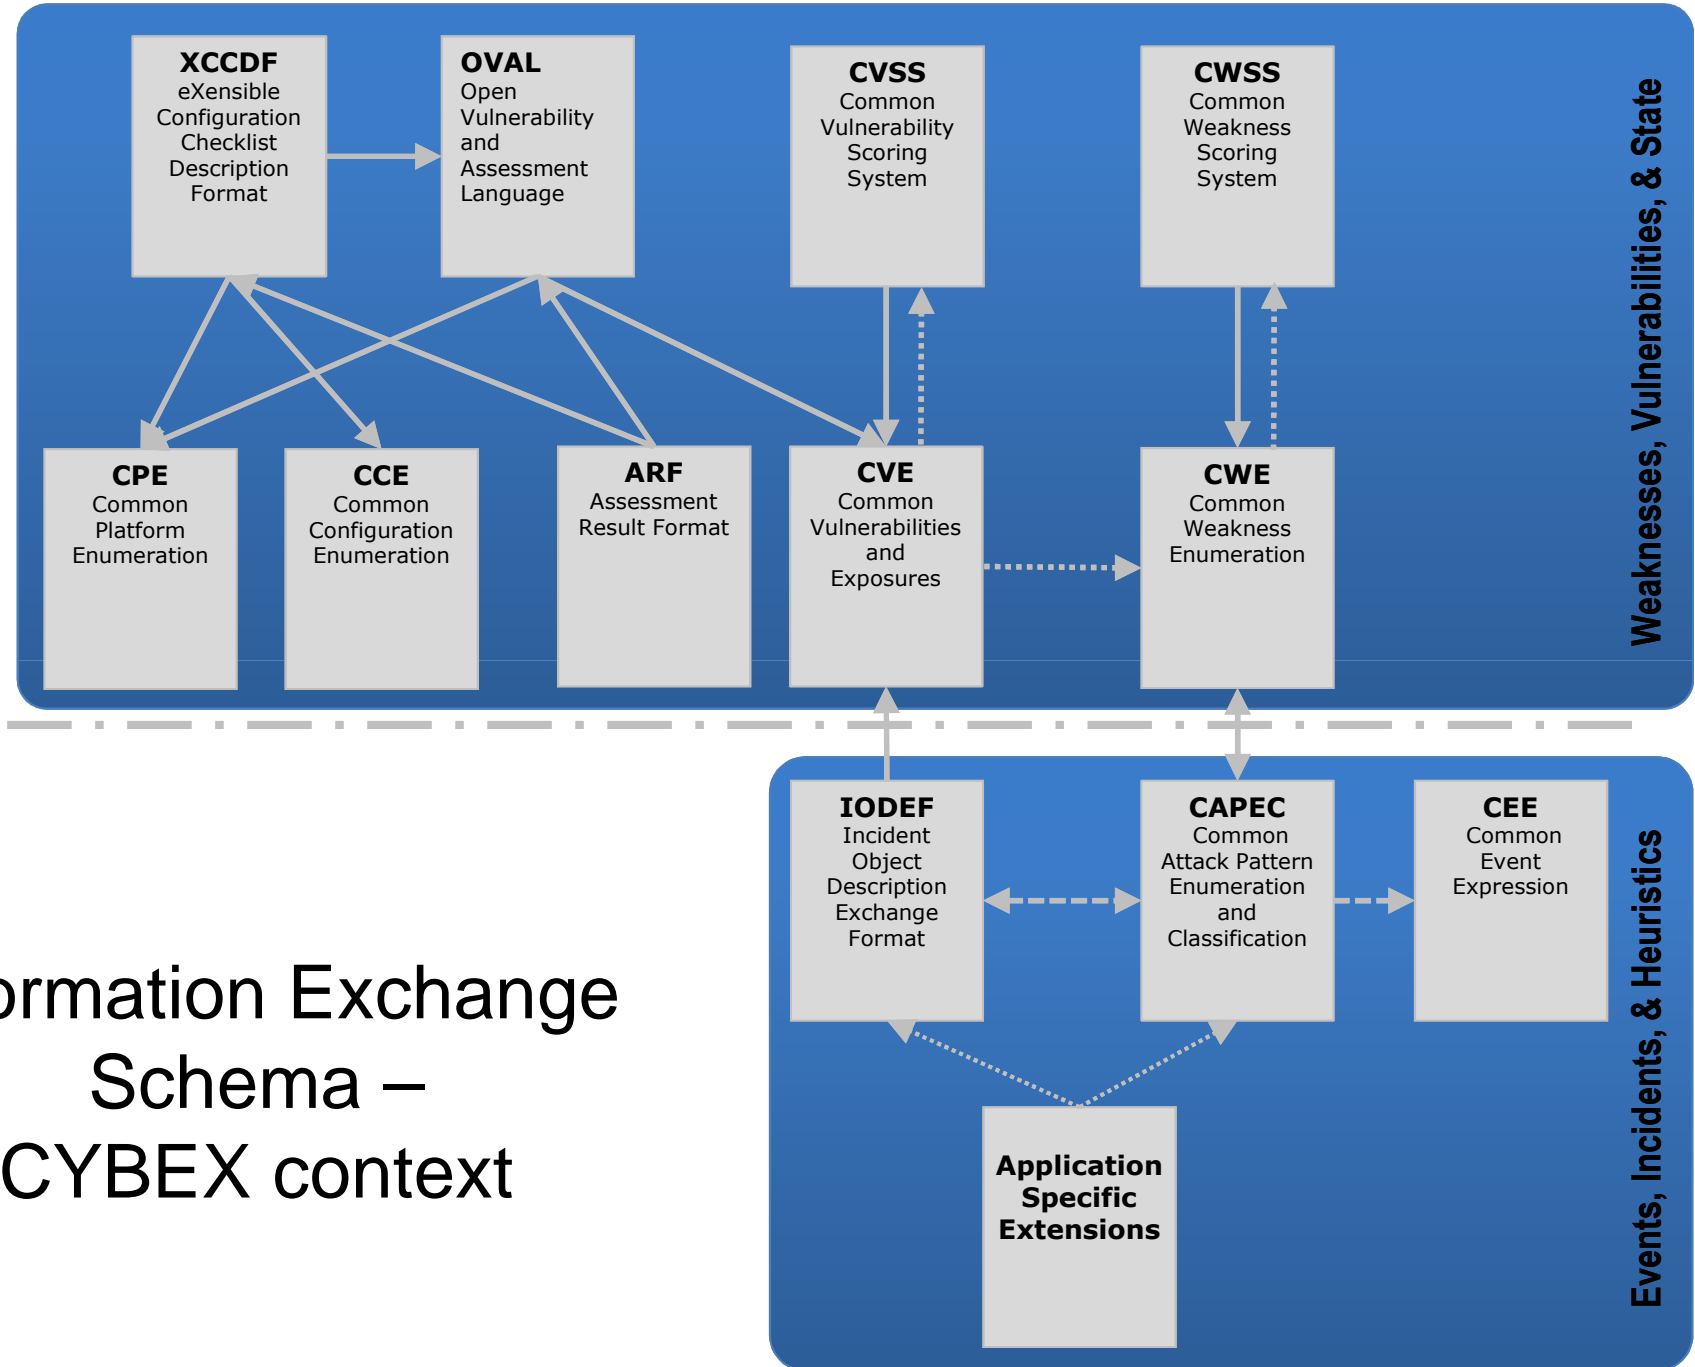 XCCDF
eXensible
Configuration
Checklist
Description
Format
OVAL
Open
Vulnerability
and
Assessment
Language
CVSS
Common
Vulnerability
Scoring
System
CWSS
Common
Weakness
Scoring
System
Weaknesses, Vulnerabilities, & State
CPE
Common
Platform
Enumeration
CCE
Common
Configuration
Enumeration
ARF
Assessment
Result Format
CVE
Common
Vulnerabilities
and
Exposures
CWE
Common
Weakness
Enumeration
IODEF
Incident
Object
Description
Exchange
Format
CAPEC
Common
Attack Pattern
Enumeration
and
Classification
CEE
Common
Event
Expression
Events, Incidents, & Heuristics
Application
Specific
Extensions
ormation Exchange
Schema –
CYBEX context